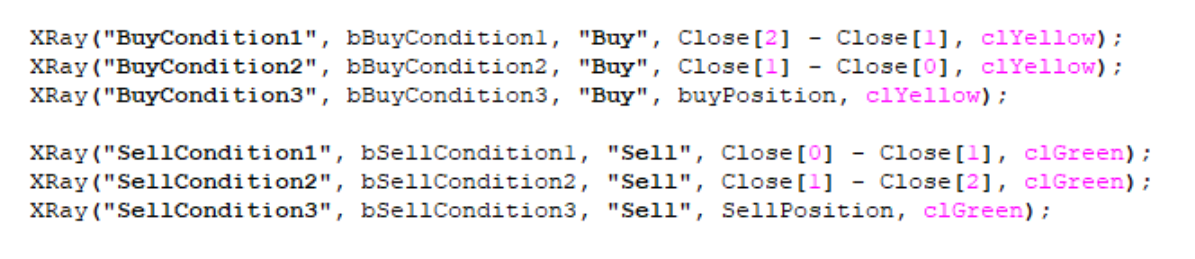 XRay("BuyCondition1", bBuyCondition1, "Buy", Close[2] - Close[1], clYellow);
XRay("BuyCondition2", bBuyCondition2, "Buy", Close[1] - Close[0], clYellow);
XRay("BuyCondition3", bBuyCondition3, "Buy", buyPosition, clYellow);
XRay("SellCondition1", bSellCondition1, "Sell", Close[0] - Close[1], clGreen);
XRay("SellCondition2", bSellCondition2, "Sell", Close[1] - Close[2], clGreen);
XRay("SellCondition3", bSellCondition3, "Sell", SellPosition, clGreen);